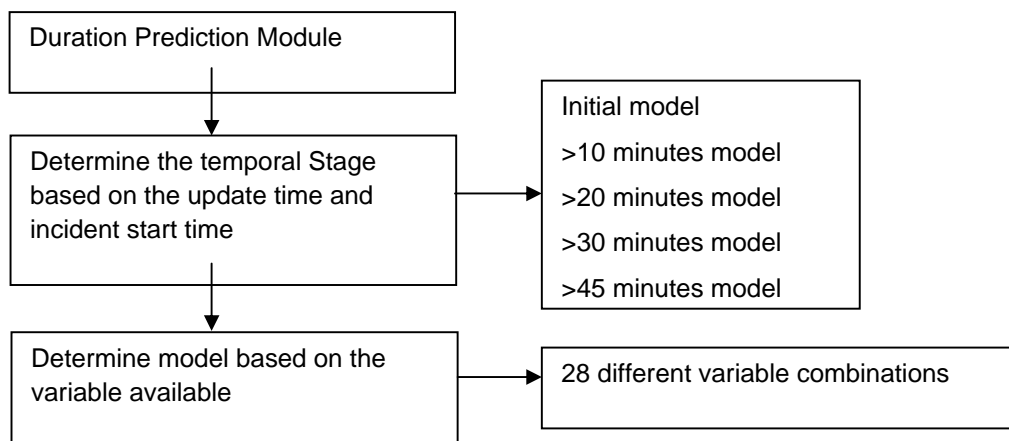 Duration Prediction Module
Determine the temporal Stage
based on the update time and
incident start time
Initial model
>10 minutes model
>20 minutes model
>30 minutes model
>45 minutes model
Determine model based on the
variable available
28 different variable combinations